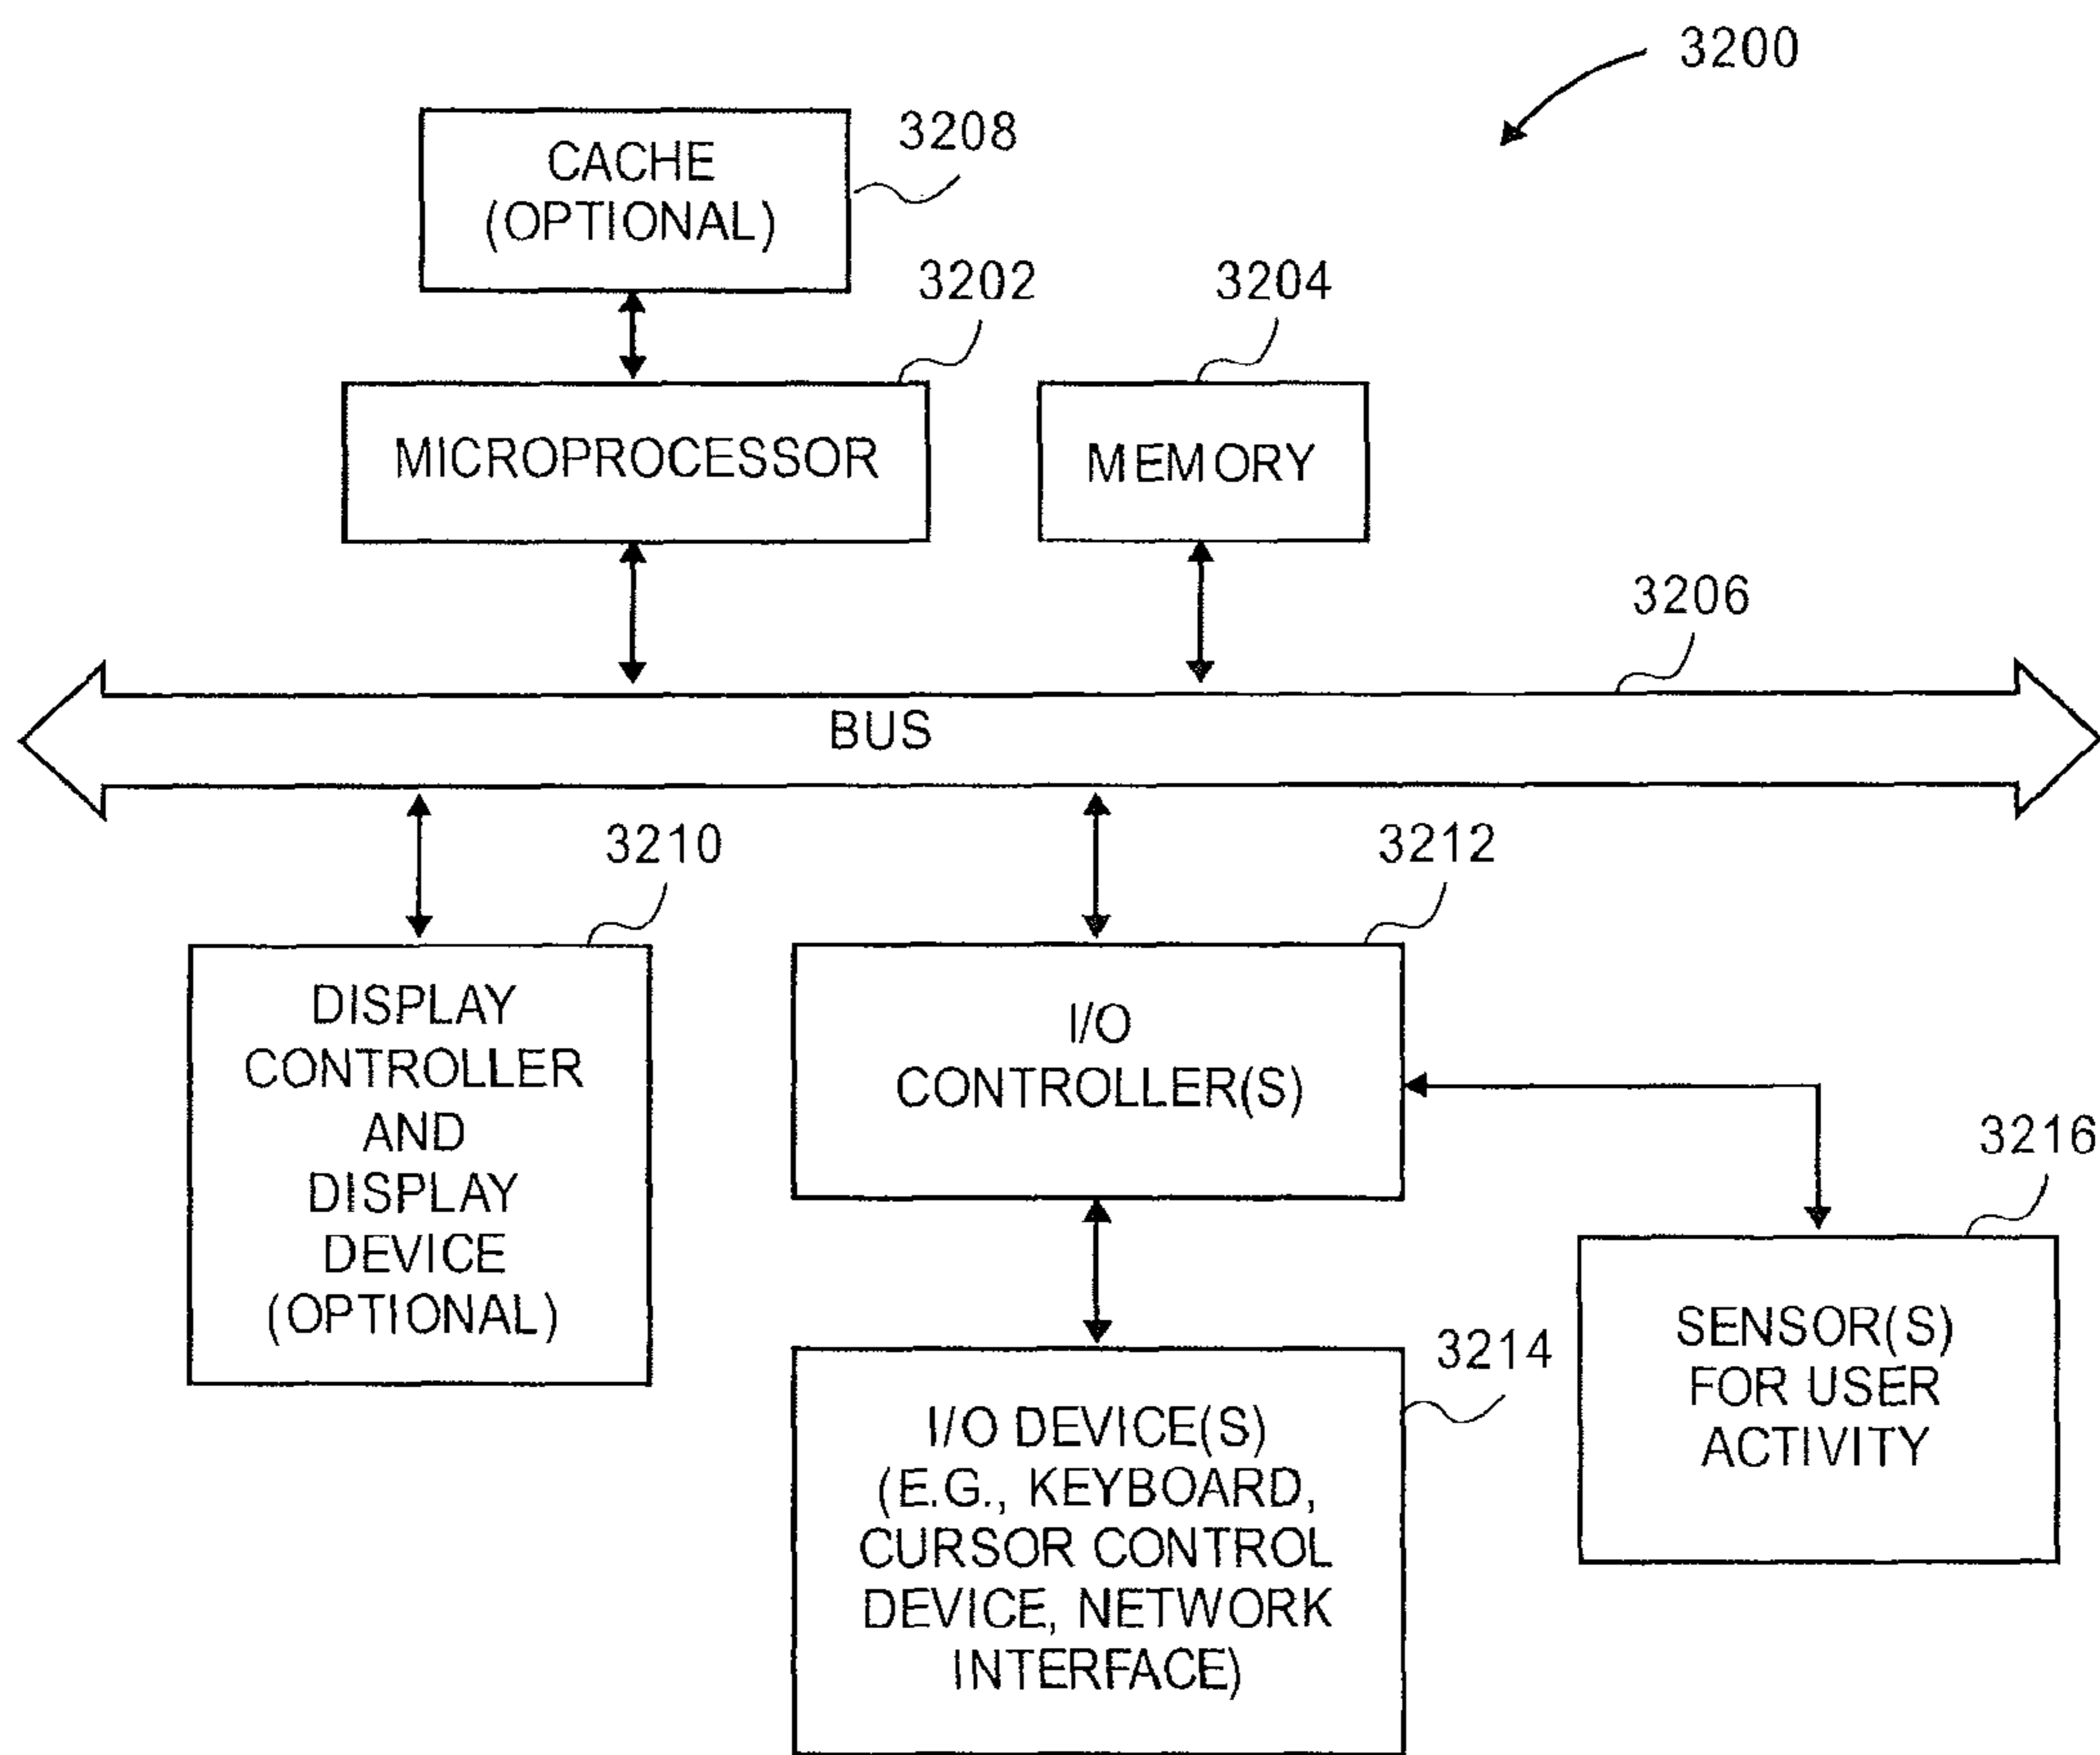 3200
3208
CACHE
(OPTIONAL)
3202
3204
MICROPROCESSOR
MEMORY
3206
BUS
3210
3212
DISPLAY
CONTROLLER
AND
DISPLAY
DEVICE
(OPTIONAL)
I/O
CONTROLLER(S)
3216
SENSOR(S)
FOR USER
ACTIVITY
3214
I/O DEVICE(S)
(E.G., KEYBOARD,
CURSOR CONTROL
DEVICE, NETWORK
INTERFACE)